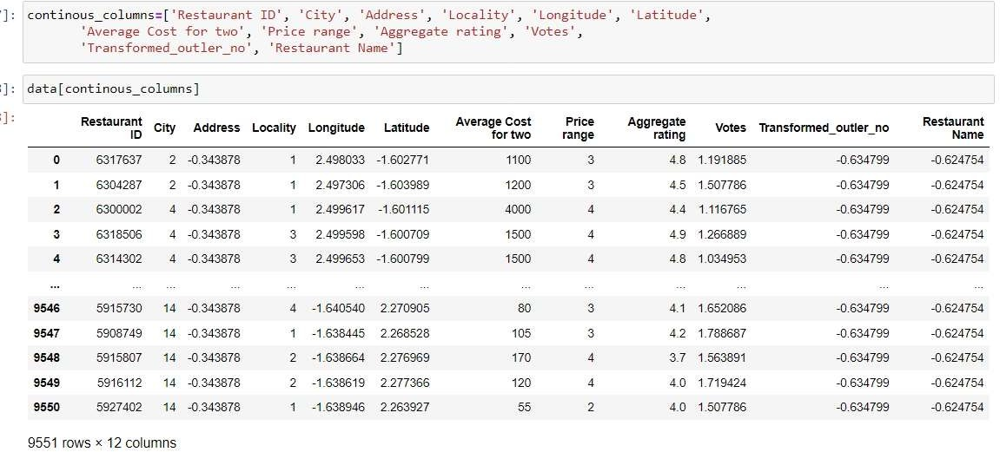 ]: continous_columns=['Restaurant ID', 'City', 'Address', 'Locality', 'Longitude', 'Latitude',
'Average Cost for two', 'Price range', 'Aggregate rating', 'Votes',
'Transformed_outler_no', 'Restaurant Name']
]: data[continous_columns]
]:
Restaurant ID City Address Locality Longitude Latitude Average Cost for two Price range Aggregate rating Votes Transformed_outler_no Restaurant Name
0 6317637 2 -0.343878 1 2.498033 -1.602771 1100 3 4.8 1.191885 -0.634799 -0.624754
1 6304287 2 -0.343878 1 2.497306 -1.603989 1200 3 4.5 1.507786 -0.634799 -0.624754
2 6300002 4 -0.343878 1 2.499617 -1.601115 4000 4 4.4 1.116765 -0.634799 -0.624754
3 6318506 4 -0.343878 3 2.499598 -1.600709 1500 4 4.9 1.266889 -0.634799 -0.624754
4 6314302 4 -0.343878 3 2.499653 -1.600799 1500 4 4.8 1.034953 -0.634799 -0.624754
... ... ... ... ... ... ... ... ... ... ... ... ...
9546 5915730 14 -0.343878 4 -1.640540 2.270905 80 3 4.1 1.652086 -0.634799 -0.624754
9547 5908749 14 -0.343878 1 -1.638445 2.268528 105 3 4.2 1.788687 -0.634799 -0.624754
9548 5915807 14 -0.343878 2 -1.638664 2.276969 170 4 3.7 1.563891 -0.634799 -0.624754
9549 5916112 14 -0.343878 2 -1.638619 2.277366 120 4 4.0 1.719424 -0.634799 -0.624754
9550 5927402 14 -0.343878 1 -1.638946 2.263927 55 2 4.0 1.507786 -0.634799 -0.624754
9551 rows × 12 columns